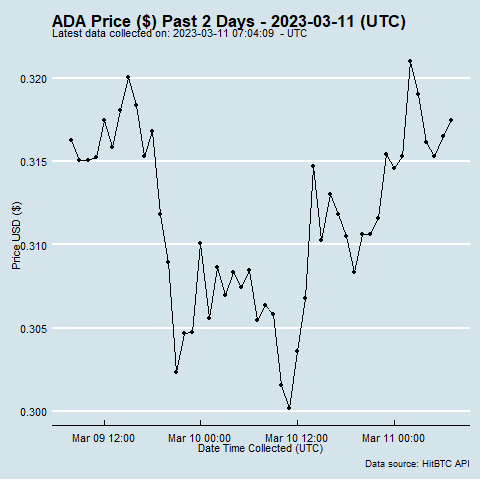 ADA Price ($) Past 2 Days - 2023-03-11 (UTC)
Latest data collected on: 2023-03-11 07:04:09 - UTC
0.320
0.315
0.310
0.305
0.300
Price USD ($)
Mar 09 12:00 Mar 10 00:00 Mar 10 12:00 Mar 11 00:00
Date Time Collected (UTC)
Data source: HitBTC API